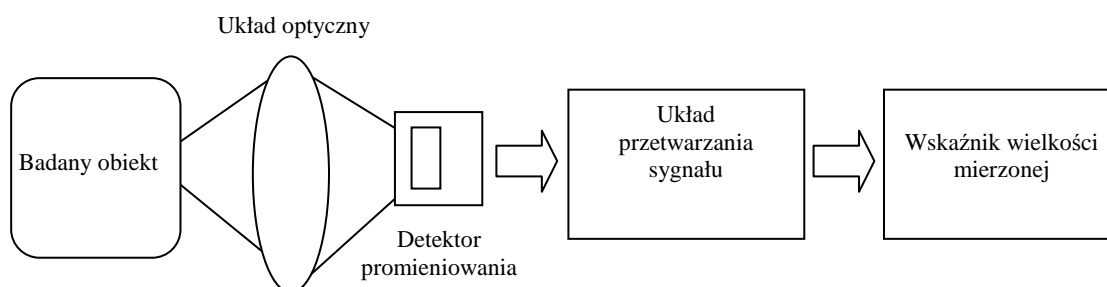 Układ optyczny
Badany obiekt
Detektor
promieniowania
Układ
przetwarzania
sygnału
Wskaźnik wielkości
mierzonej